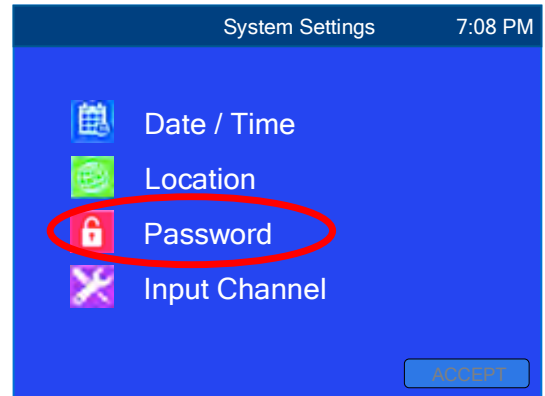 System Settings 7:08 PM
Date / Time
Location
Password
Input Channel
ACCEPT